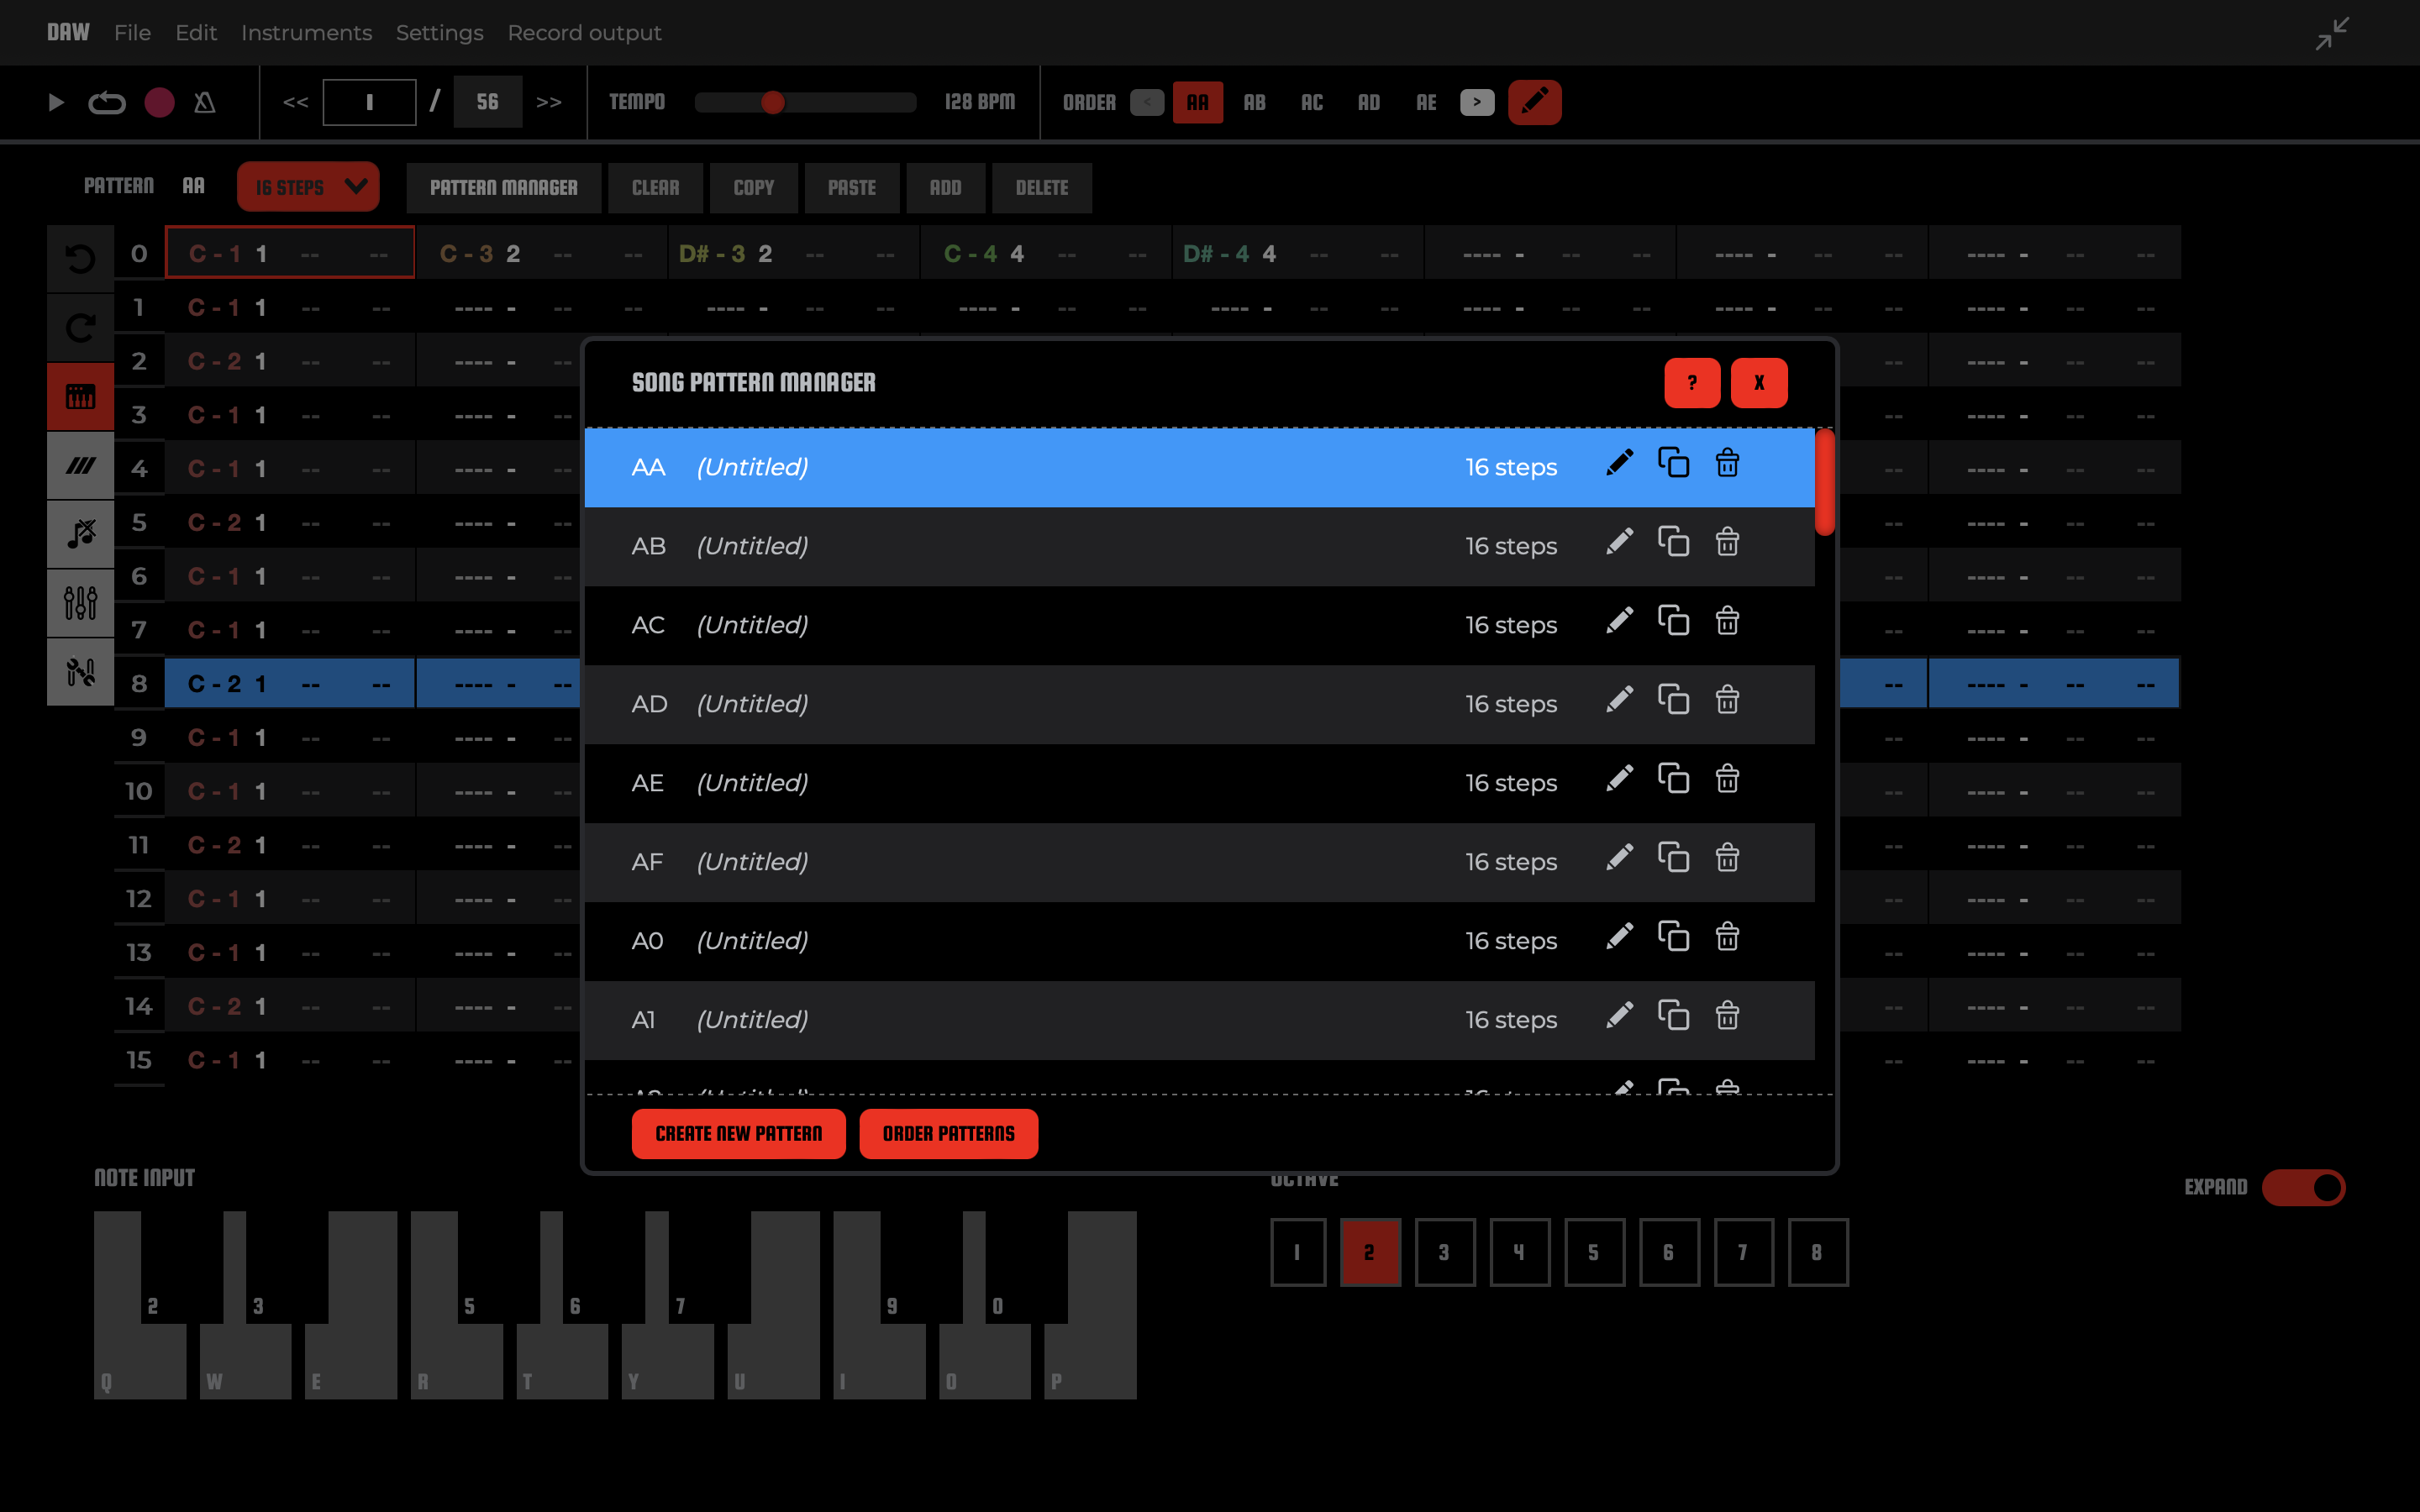 DAW File Edit Instruments Settings Record output
<< 1 / 56 >> TEMPO 128 BPM ORDER < AA AB AC AD AE >
PATTERN AA 16 STEPS PATTERN MANAGER CLEAR COPY PASTE ADD DELETE
0 C - 1 1 -- -- C - 3 2 -- -- D# - 3 2 -- -- C - 4 4 -- -- D# - 4 4 -- -- ---- - -- -- ---- - -- -- ---- - -- --
1 C - 1 1 -- -- ---- - -- -- ---- - -- -- ---- - -- -- ---- - -- -- ---- - -- -- ---- - -- -- ---- - -- --
2 C - 2 1 -- -- ---- - -- -- ---- - -- --
3 C - 1 1 -- -- ---- - -- -- ---- - -- --
4 C - 1 1 -- -- ---- - -- -- ---- - -- --
5 C - 2 1 -- -- ---- - -- -- ---- - -- --
6 C - 1 1 -- -- ---- - -- -- ---- - -- --
7 C - 1 1 -- -- ---- - -- -- ---- - -- --
8 C - 2 1 -- -- ---- - -- -- ---- - -- --
9 C - 1 1 -- -- ---- - -- -- ---- - -- --
10 C - 1 1 -- -- ---- - -- -- ---- - -- --
11 C - 2 1 -- -- ---- - -- -- ---- - -- --
12 C - 1 1 -- -- ---- - -- -- ---- - -- --
13 C - 1 1 -- -- ---- - -- -- ---- - -- --
14 C - 2 1 -- -- ---- - -- -- ---- - -- --
15 C - 1 1 -- -- ---- - -- -- ---- - -- --
SONG PATTERN MANAGER ? X
AA (Untitled) 16 steps
AB (Untitled) 16 steps
AC (Untitled) 16 steps
AD (Untitled) 16 steps
AE (Untitled) 16 steps
AF (Untitled) 16 steps
A0 (Untitled) 16 steps
A1 (Untitled) 16 steps
CREATE NEW PATTERN ORDER PATTERNS
NOTE INPUT OCTAVE EXPAND
1 2 3 4 5 6 7 8
2 3 5 6 7 9 0
Q W E R T Y U I O P